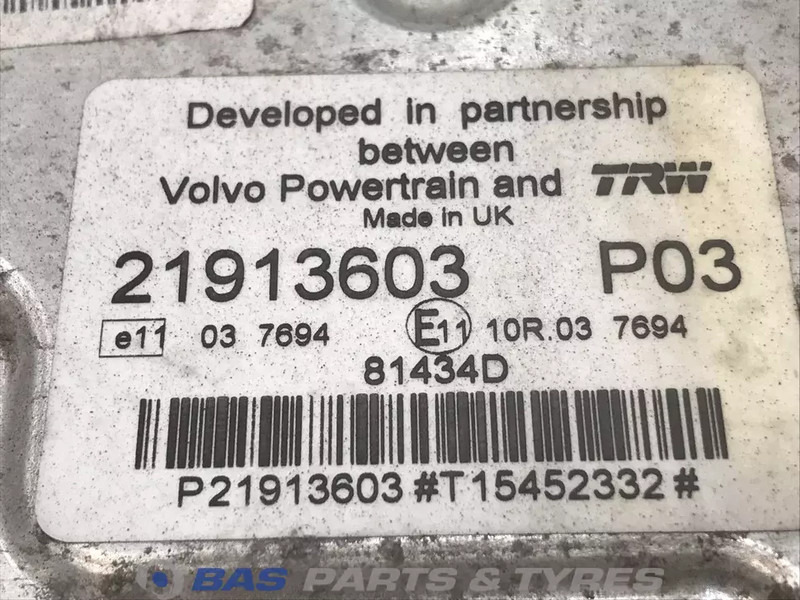 Developed in partnership
between
Volvo Powertrain and TRW
Made in UK
21913603 P03
e11 03 7694 E11 10R.03 7694
81434D
P21913603#T15452332#
BAS PARTS & TYRES